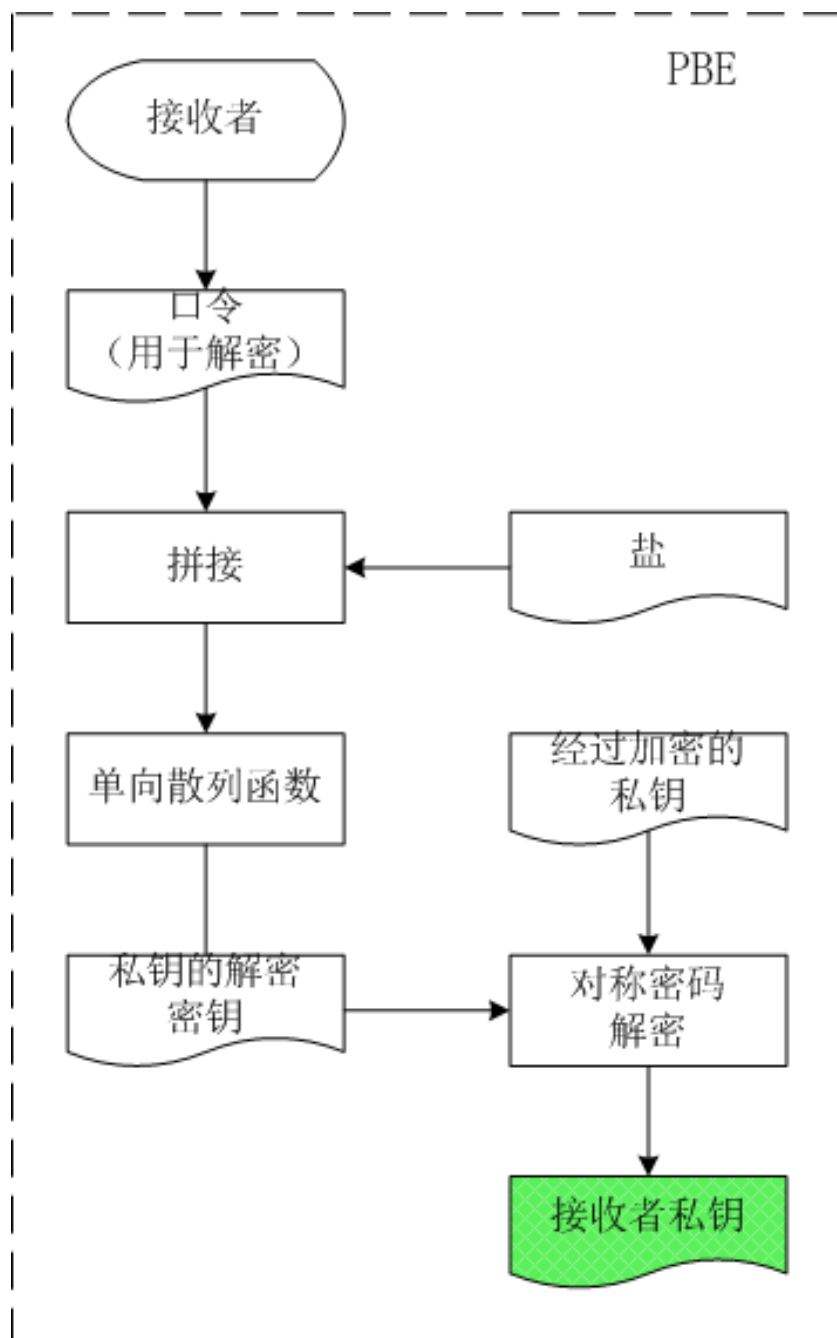 PBE
接收者
口令
（用于解密）
拼接
盐
单向散列函数
经过加密的
私钥
私钥的解密
密钥
对称密码
解密
接收者私钥